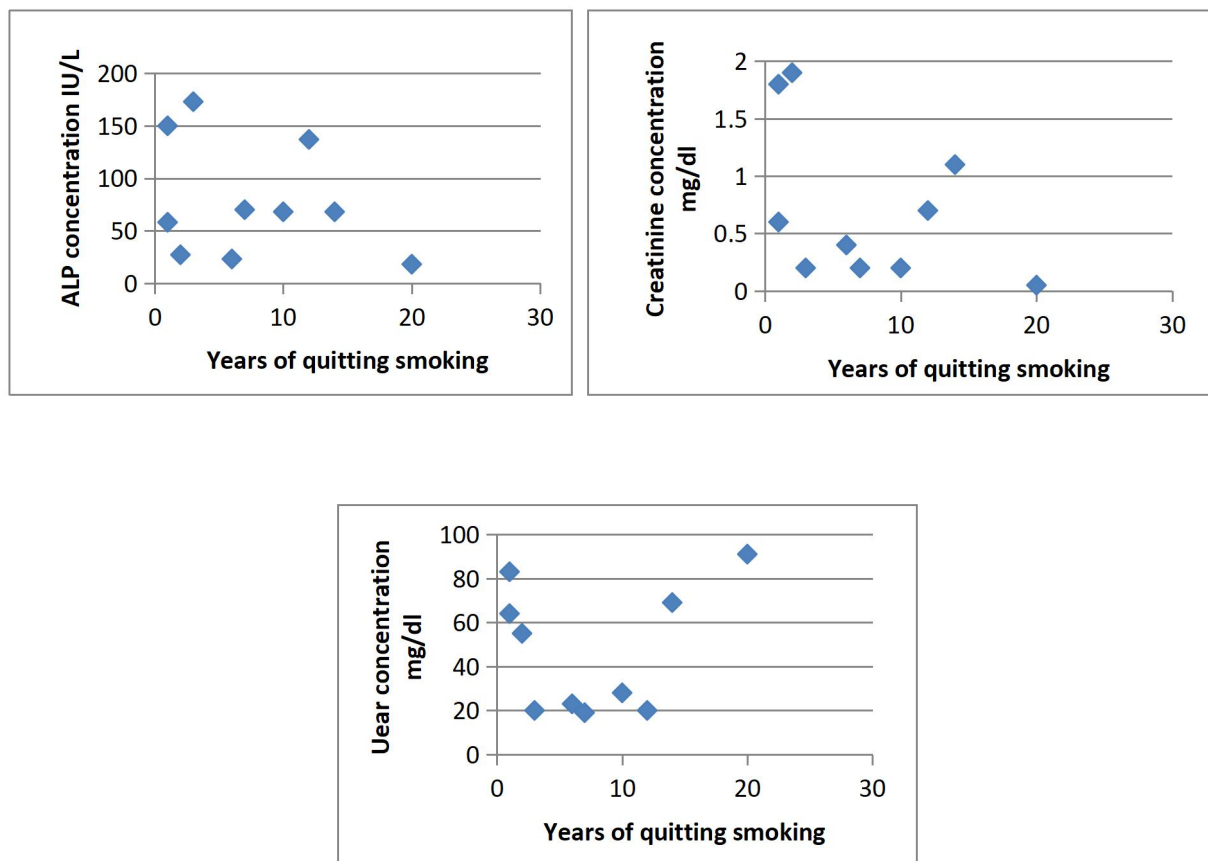 ALP concentration IU/L
200
150
100
50
0
0 10 20 30
Years of quitting smoking
Creatinine concentration
mg/dl
2
1.5
1
0.5
0
0 10 20 30
Years of quitting smoking
Uear concentration
mg/dl
100
80
60
40
20
0
0 10 20 30
Years of quitting smoking